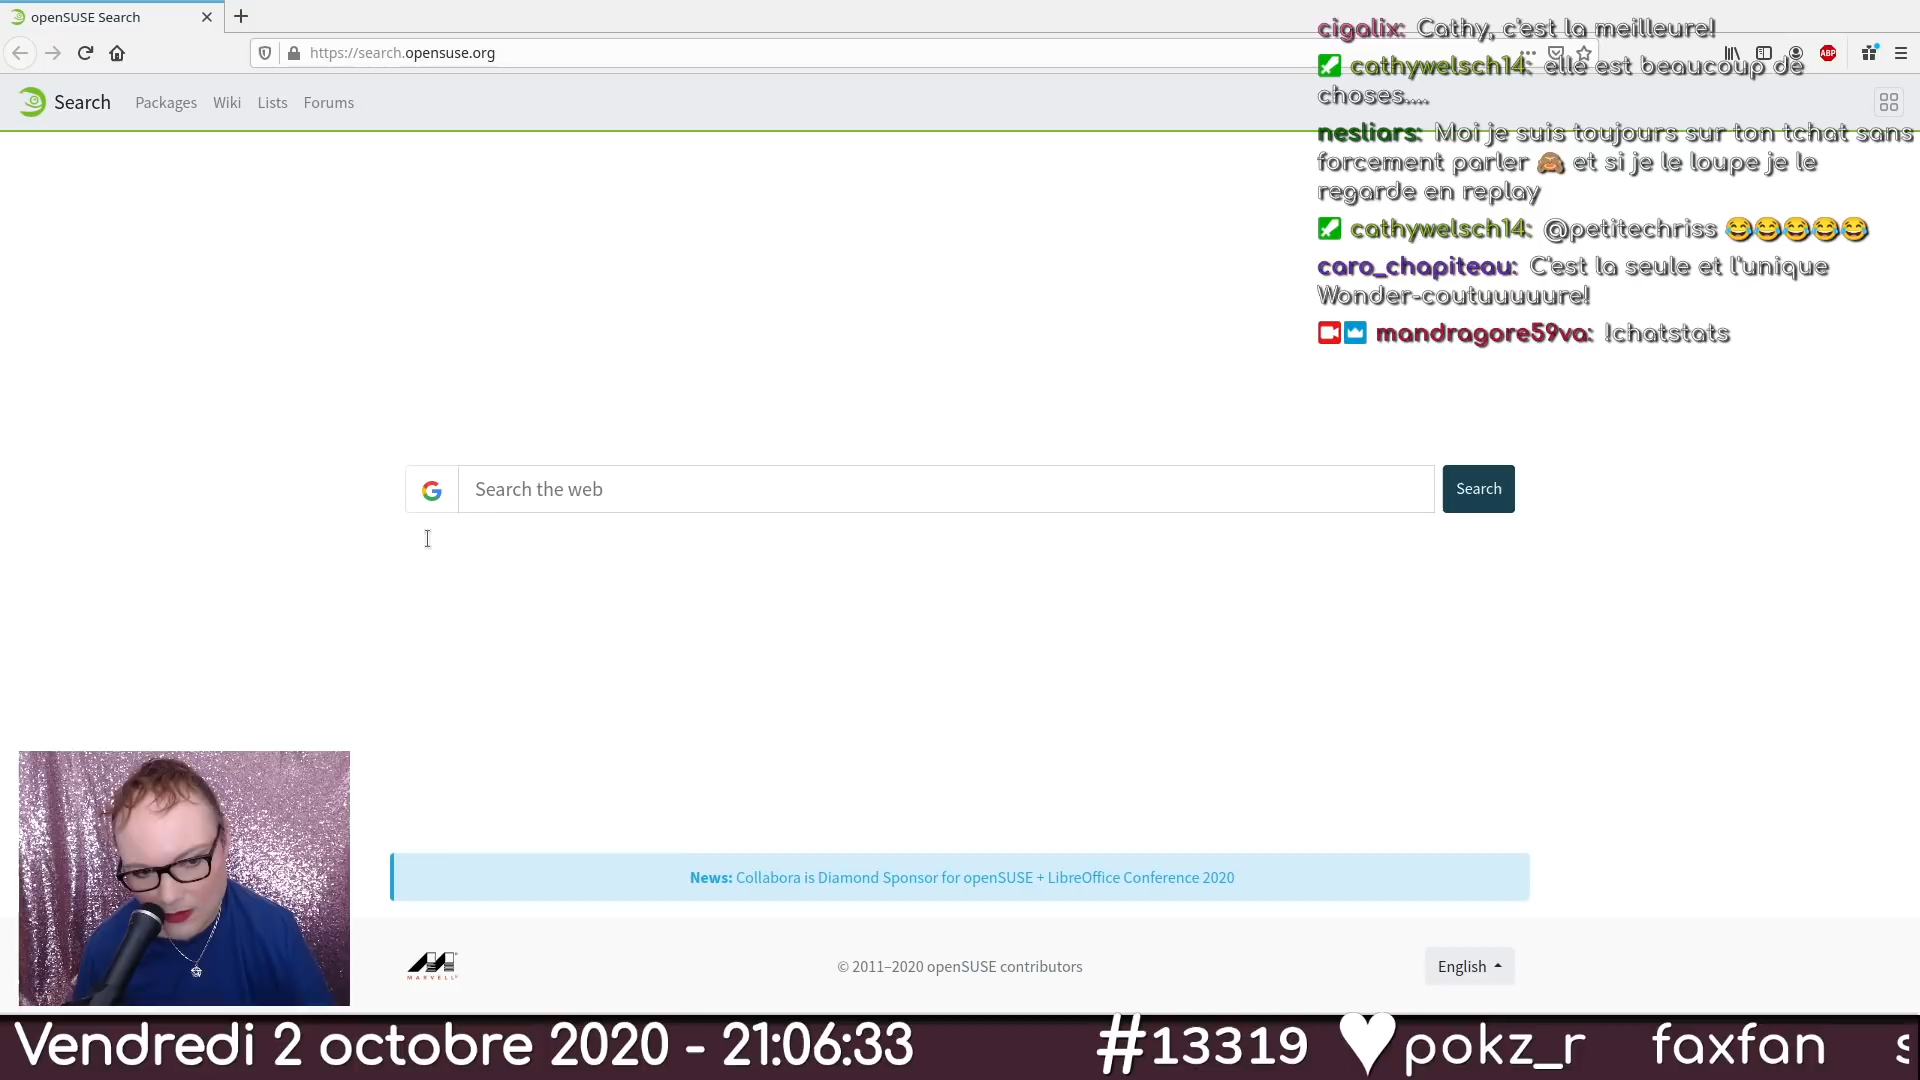 openSUSE Search
https://search.opensuse.org
ABP
Search Packages Wiki Lists Forums
cigalix: Cathy, c'est la meilleure!
cathywelsch14: elle est beaucoup de
choses....
nesliars: Moi je suis toujours sur ton tchat sans
forcement parler 🙈 et si je le loupe je le
regarde en replay
cathywelsch14: @petitechriss 😂😂😂😂😂
caro_chapiteau: C'est la seule et l'unique
Wonder-coutuuuuure!
mandragore59va: !chatstats
Search the web
Search
News: Collabora is Diamond Sponsor for openSUSE + LibreOffice Conference 2020
MARVELL
© 2011–2020 openSUSE contributors
English
Vendredi 2 octobre 2020 - 21:06:33
#13319 ♥pokz_r faxfan s